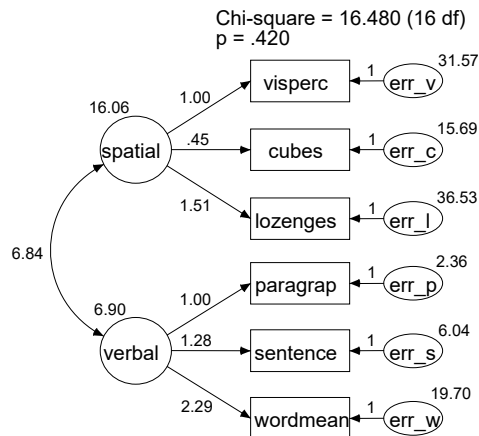 Chi-square = 16.480 (16 df)
p = .420
31.57
1.00
visperc
1
err_v
16.06
15.69
spatial
.45
cubes
1
err_c
36.53
1.51
lozenges
1
err_l
6.84
2.36
1.00
paragrap
1
err_p
6.90
6.04
verbal
1.28
sentence
1
err_s
19.70
2.29
wordmean
1
err_w